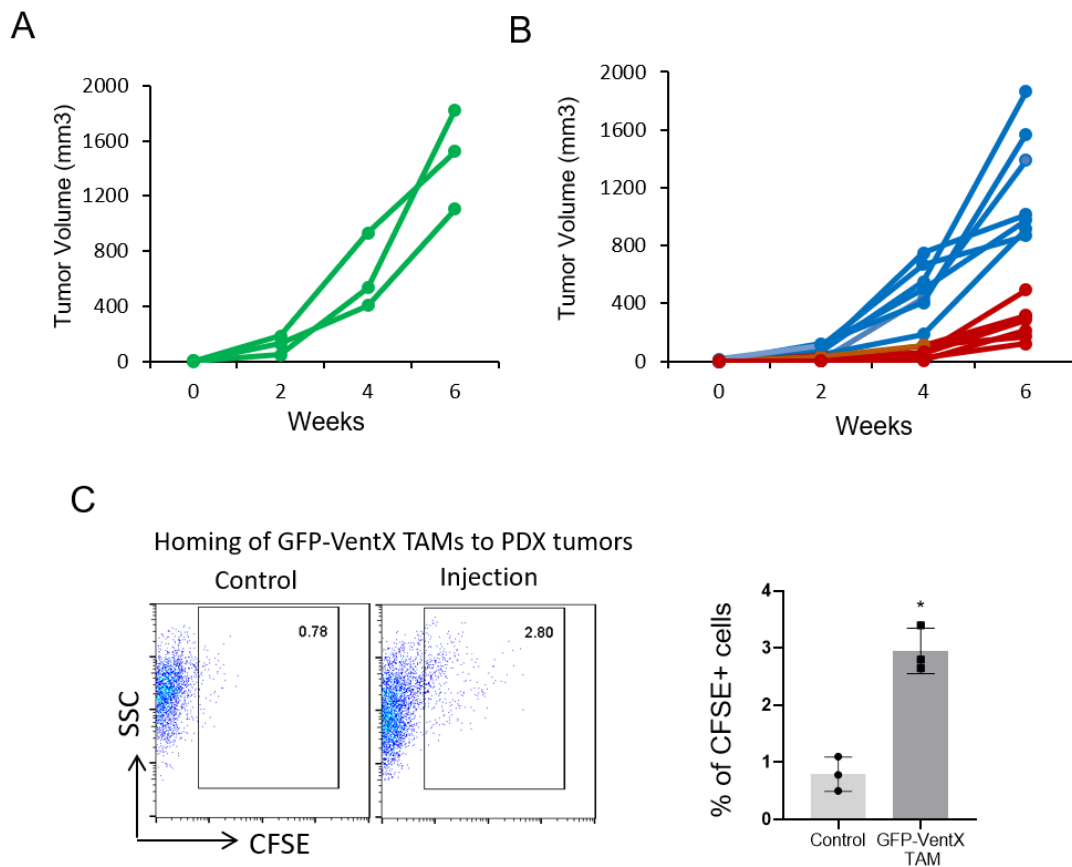 A
B
Tumor Volume (mm3)
2000
1600
1200
800
400
0
0 2 4 6
Weeks
Tumor Volume (mm3)
2000
1600
1200
800
400
0
0 2 4 6
Weeks
C
Homing of GFP-VentX TAMs to PDX tumors
Control Injection
0.78 2.80
SSC
CFSE
% of CFSE+ cells
4
3
2
1
0
*
Control GFP-VentX
TAM